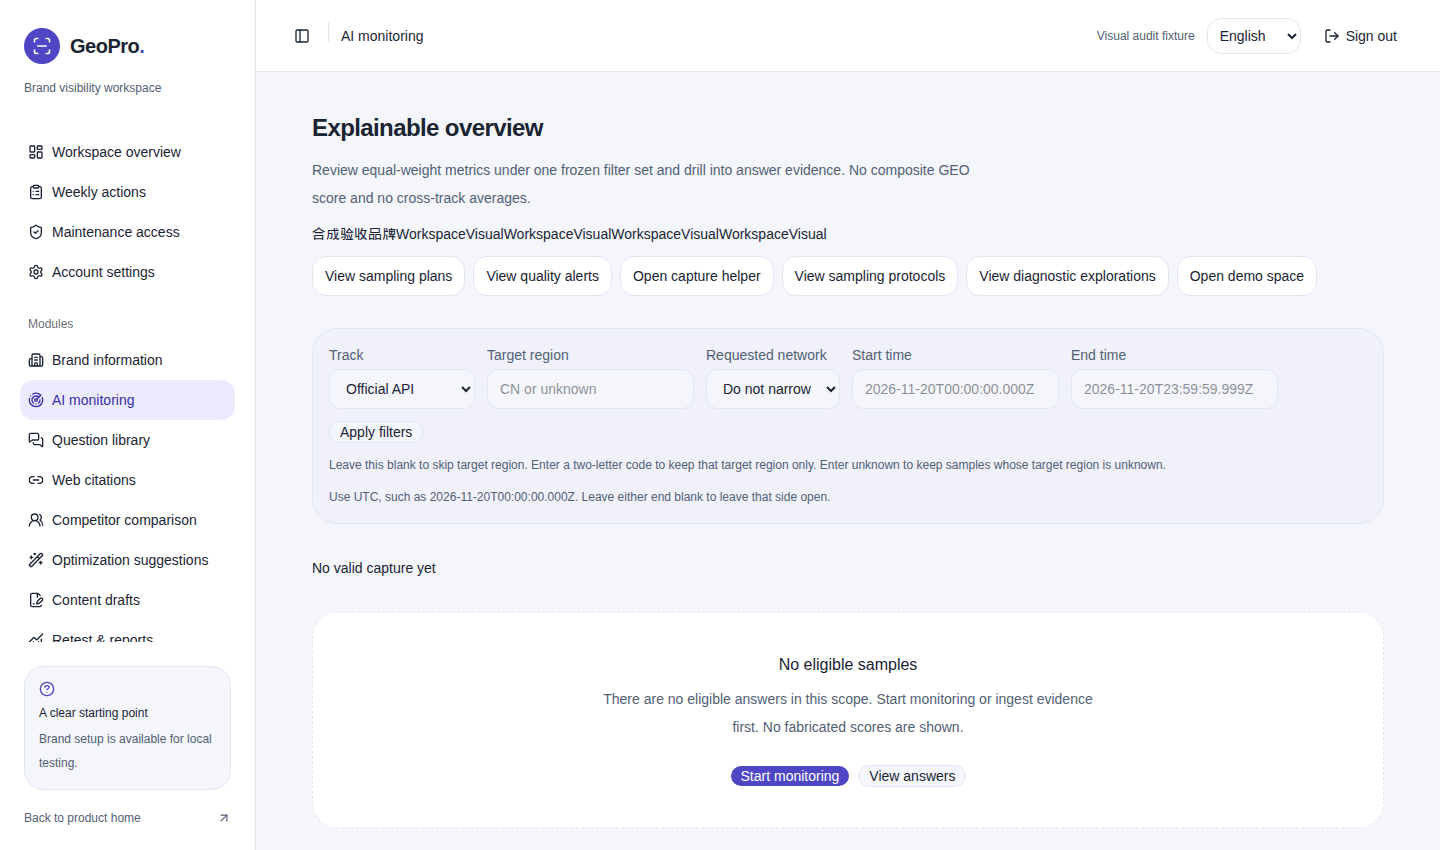 GeoPro.
Brand visibility workspace
Workspace overview
Weekly actions
Maintenance access
Account settings
Modules
Brand information
AI monitoring
Question library
Web citations
Competitor comparison
Optimization suggestions
Content drafts
Retest & reports
A clear starting point
Brand setup is available for local
testing.
Back to product home
AI monitoring
Visual audit fixture
English
Sign out
Explainable overview
Review equal-weight metrics under one frozen filter set and drill into answer evidence. No composite GEO
score and no cross-track averages.
合成验收品牌WorkspaceVisualWorkspaceVisualWorkspaceVisualWorkspaceVisual
View sampling plans
View quality alerts
Open capture helper
View sampling protocols
View diagnostic explorations
Open demo space
Track
Target region
Requested network
Start time
End time
Official API
CN or unknown
Do not narrow
2026-11-20T00:00:00.000Z
2026-11-20T23:59:59.999Z
Apply filters
Leave this blank to skip target region. Enter a two-letter code to keep that target region only. Enter unknown to keep samples whose target region is unknown.
Use UTC, such as 2026-11-20T00:00:00.000Z. Leave either end blank to leave that side open.
No valid capture yet
No eligible samples
There are no eligible answers in this scope. Start monitoring or ingest evidence
first. No fabricated scores are shown.
Start monitoring
View answers